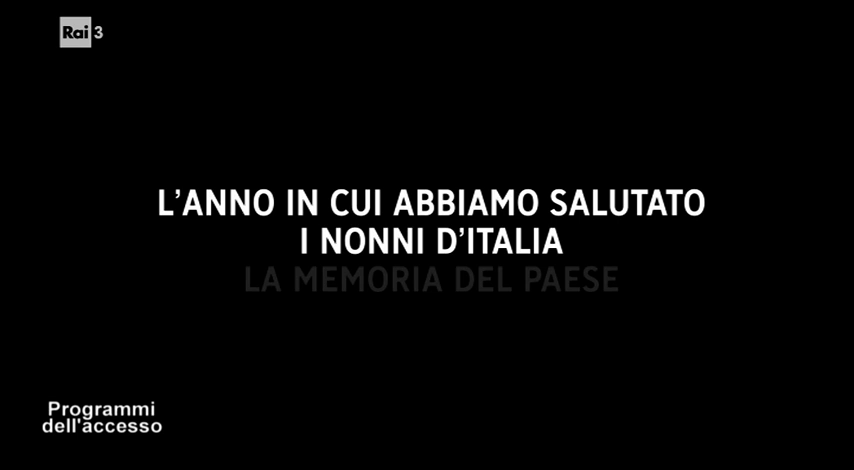 Rai 3
L’ANNO IN CUI ABBIAMO SALUTATO
I NONNI D’ITALIA
LA MEMORIA DEL PAESE
Programmi
dell'accesso